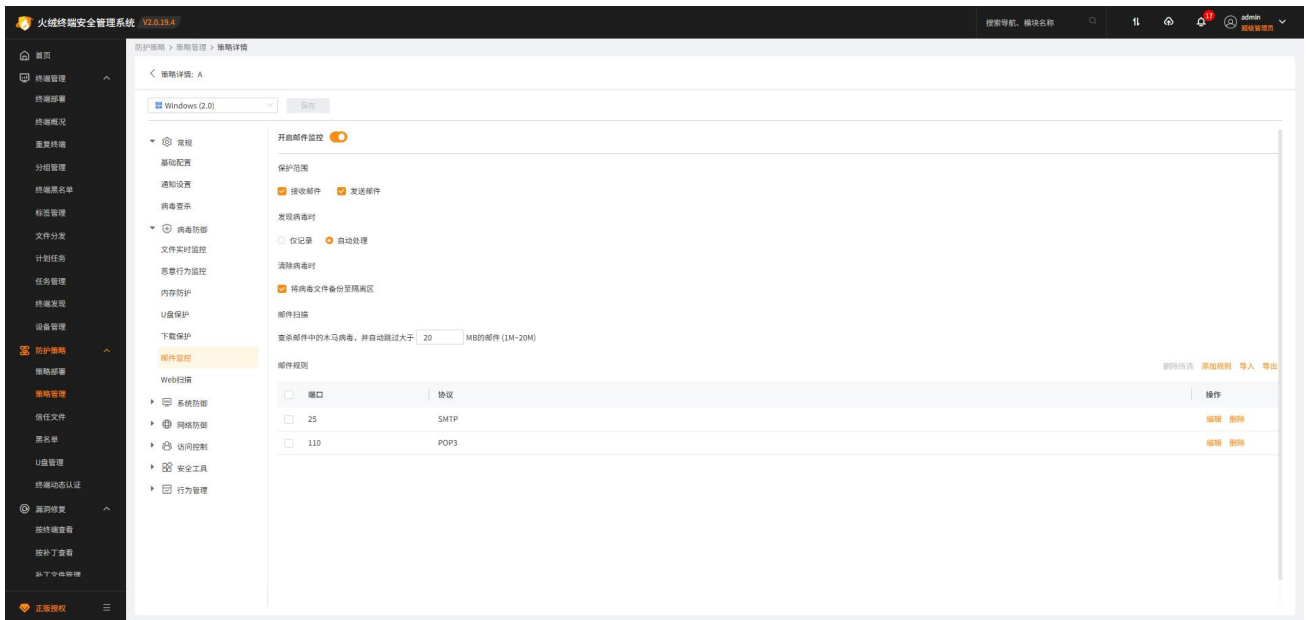 火绒终端安全管理系统 V2.0.19.4
搜索导航、模块名称
17
admin
超级管理员
首页
终端管理
终端部署
终端概况
重复终端
分组管理
终端黑名单
标签管理
文件分发
计划任务
任务管理
终端发现
设备管理
防护策略
策略部署
策略管理
信任文件
黑名单
U盘管理
终端动态认证
漏洞修复
按终端查看
按补丁查看
补丁文件管理
正版授权
防护策略 > 策略管理 > 策略详情
策略详情: A
Windows (2.0) 保存
常规
基础配置
通知设置
病毒查杀
病毒防御
文件实时监控
恶意行为监控
内存防护
U盘保护
下载保护
邮件监控
Web扫描
系统防御
网络防御
访问控制
安全工具
行为管理
开启邮件监控
保护范围
接收邮件 发送邮件
发现病毒时
仅记录 自动处理
清除病毒时
将病毒文件备份至隔离区
邮件扫描
查杀邮件中的木马病毒，并自动跳过大于 20 MB的邮件 (1M~20M)
邮件规则 删除所选 添加规则 导入 导出
端口 协议 操作
25 SMTP 编辑 删除
110 POP3 编辑 删除